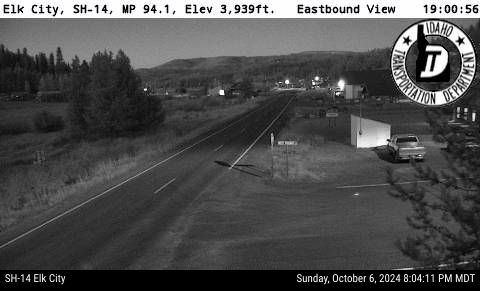 Elk City, SH-14, MP 94.1, Elev 3,939ft. Eastbound View 19:00:56
IDAHO
TRANSPORTATION DEPARTMENT
SH-14 Elk City
Sunday, October 6, 2024 8:04:11 PM MDT